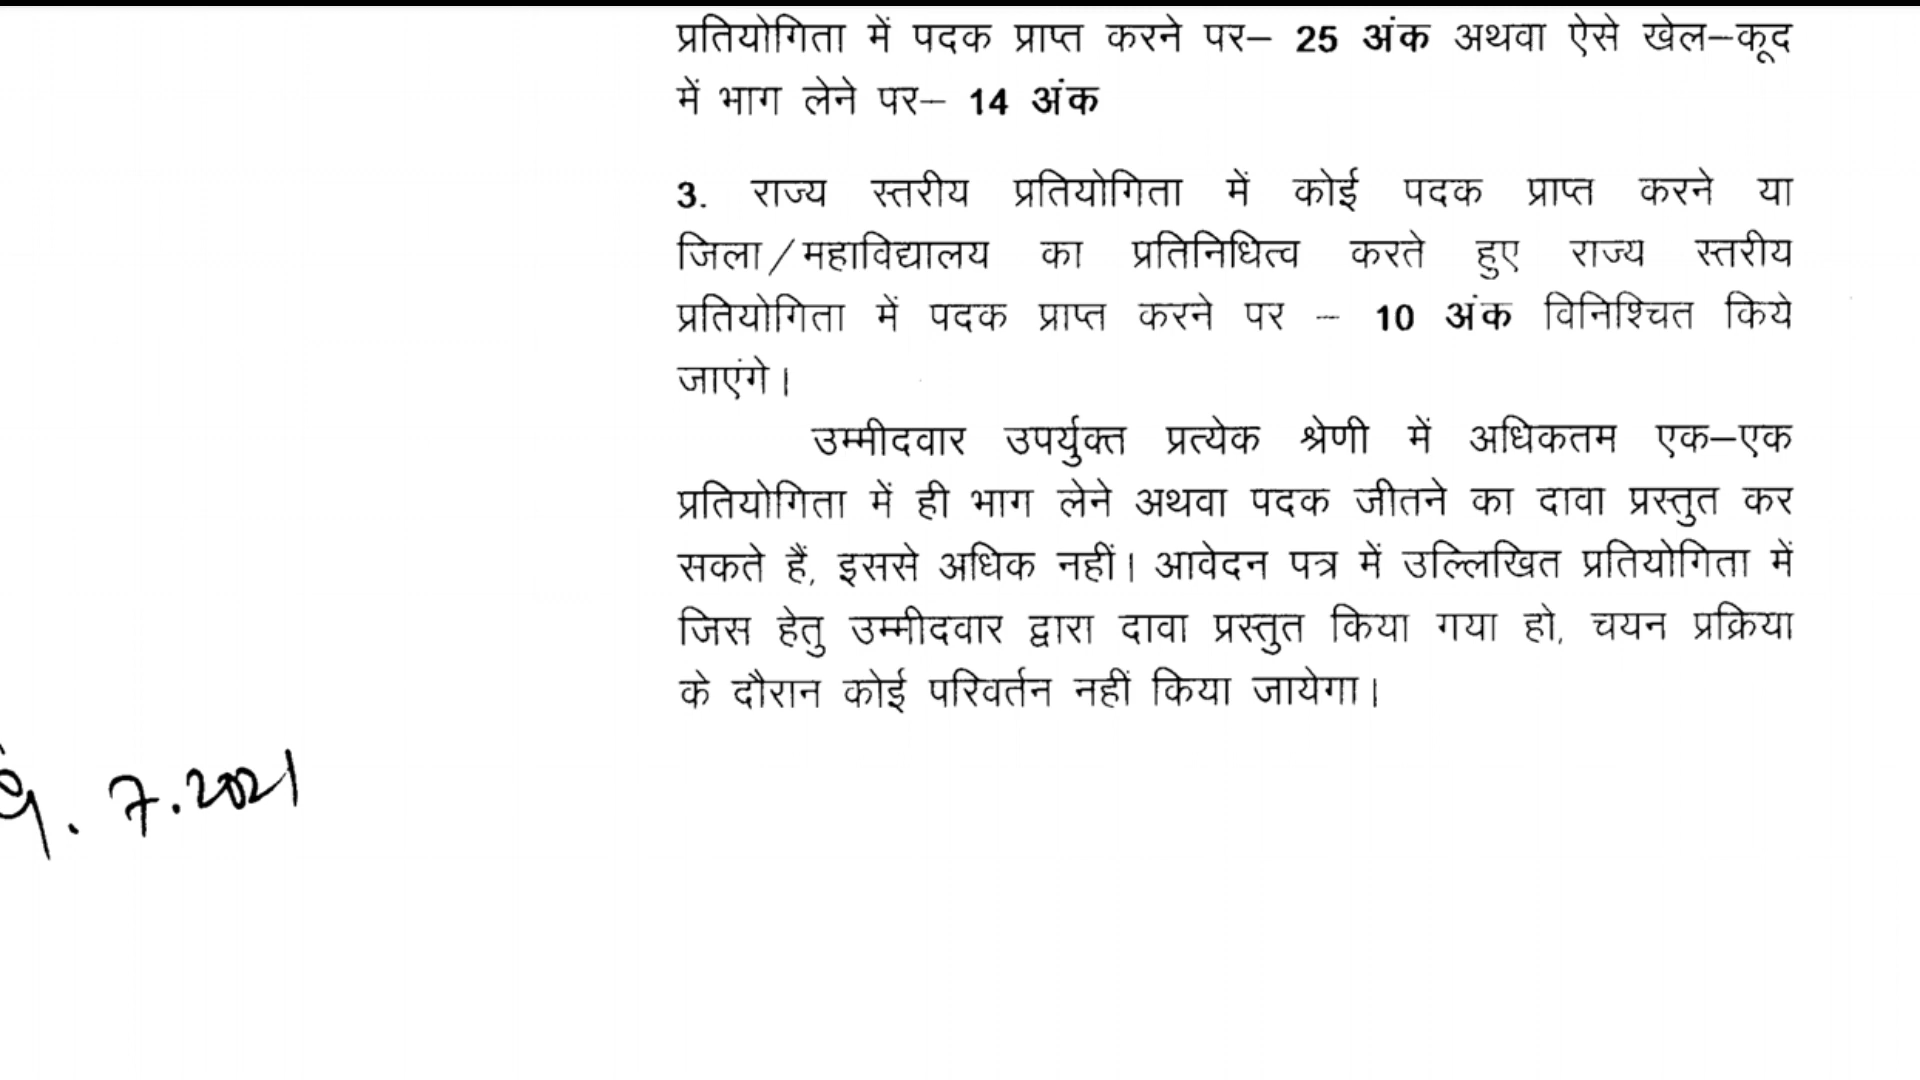 प्रतियोगिता में पदक प्राप्त करने पर– 25 अंक अथवा ऐसे खेल–कूद
में भाग लेने पर– 14 अंक
3. राज्य स्तरीय प्रतियोगिता में कोई पदक प्राप्त करने या
जिला/महाविद्यालय का प्रतिनिधित्व करते हुए राज्य स्तरीय
प्रतियोगिता में पदक प्राप्त करने पर – 10 अंक विनिश्चित किये
जाएंगे।
उम्मीदवार उपर्युक्त प्रत्येक श्रेणी में अधिकतम एक–एक
प्रतियोगिता में ही भाग लेने अथवा पदक जीतने का दावा प्रस्तुत कर
सकते हैं, इससे अधिक नहीं। आवेदन पत्र में उल्लिखित प्रतियोगिता में
जिस हेतु उम्मीदवार द्वारा दावा प्रस्तुत किया गया हो, चयन प्रक्रिया
के दौरान कोई परिवर्तन नहीं किया जायेगा।
. 7.2021